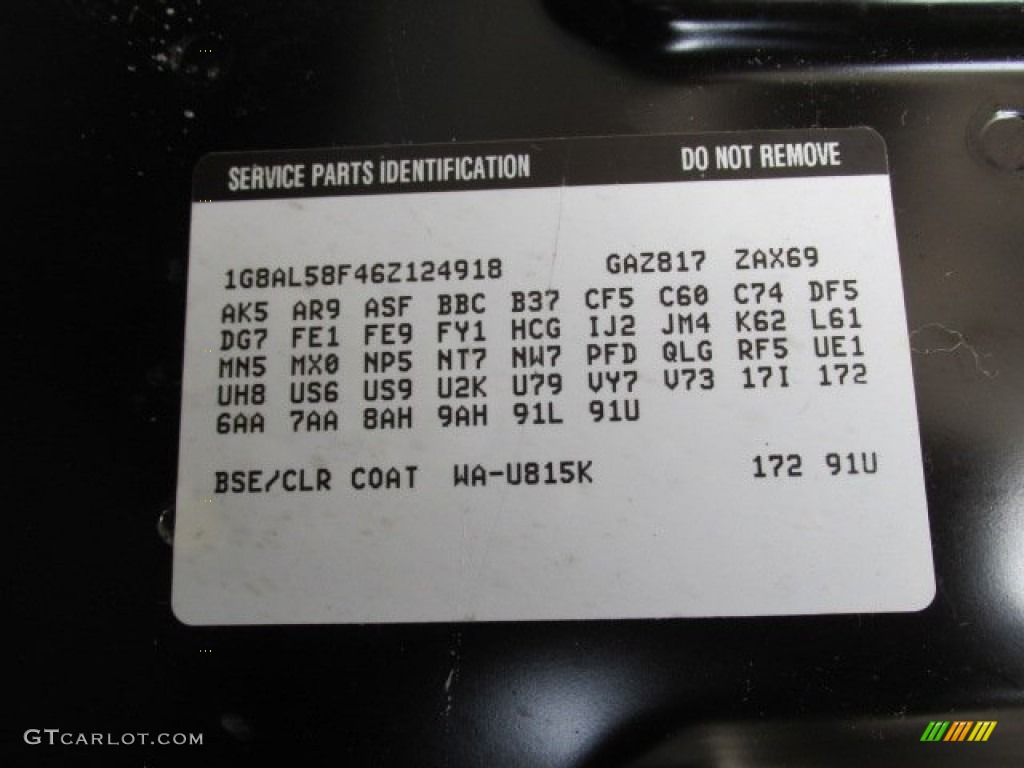 SERVICE PARTS IDENTIFICATION DO NOT REMOVE
1G8AL58F46Z124918 GAZ817 ZAX69
AK5 AR9 ASF BBC B37 CF5 C60 C74 DF5
DG7 FE1 FE9 FY1 HCG IJ2 JM4 K62 L61
MN5 MX0 NP5 NT7 NW7 PFD QLG RF5 UE1
UH8 US6 US9 U2K U79 VY7 V73 17I 172
6AA 7AA 8AH 9AH 91L 91U
BSE/CLR COAT WA-U815K 172 91U
GTCARLOT.COM